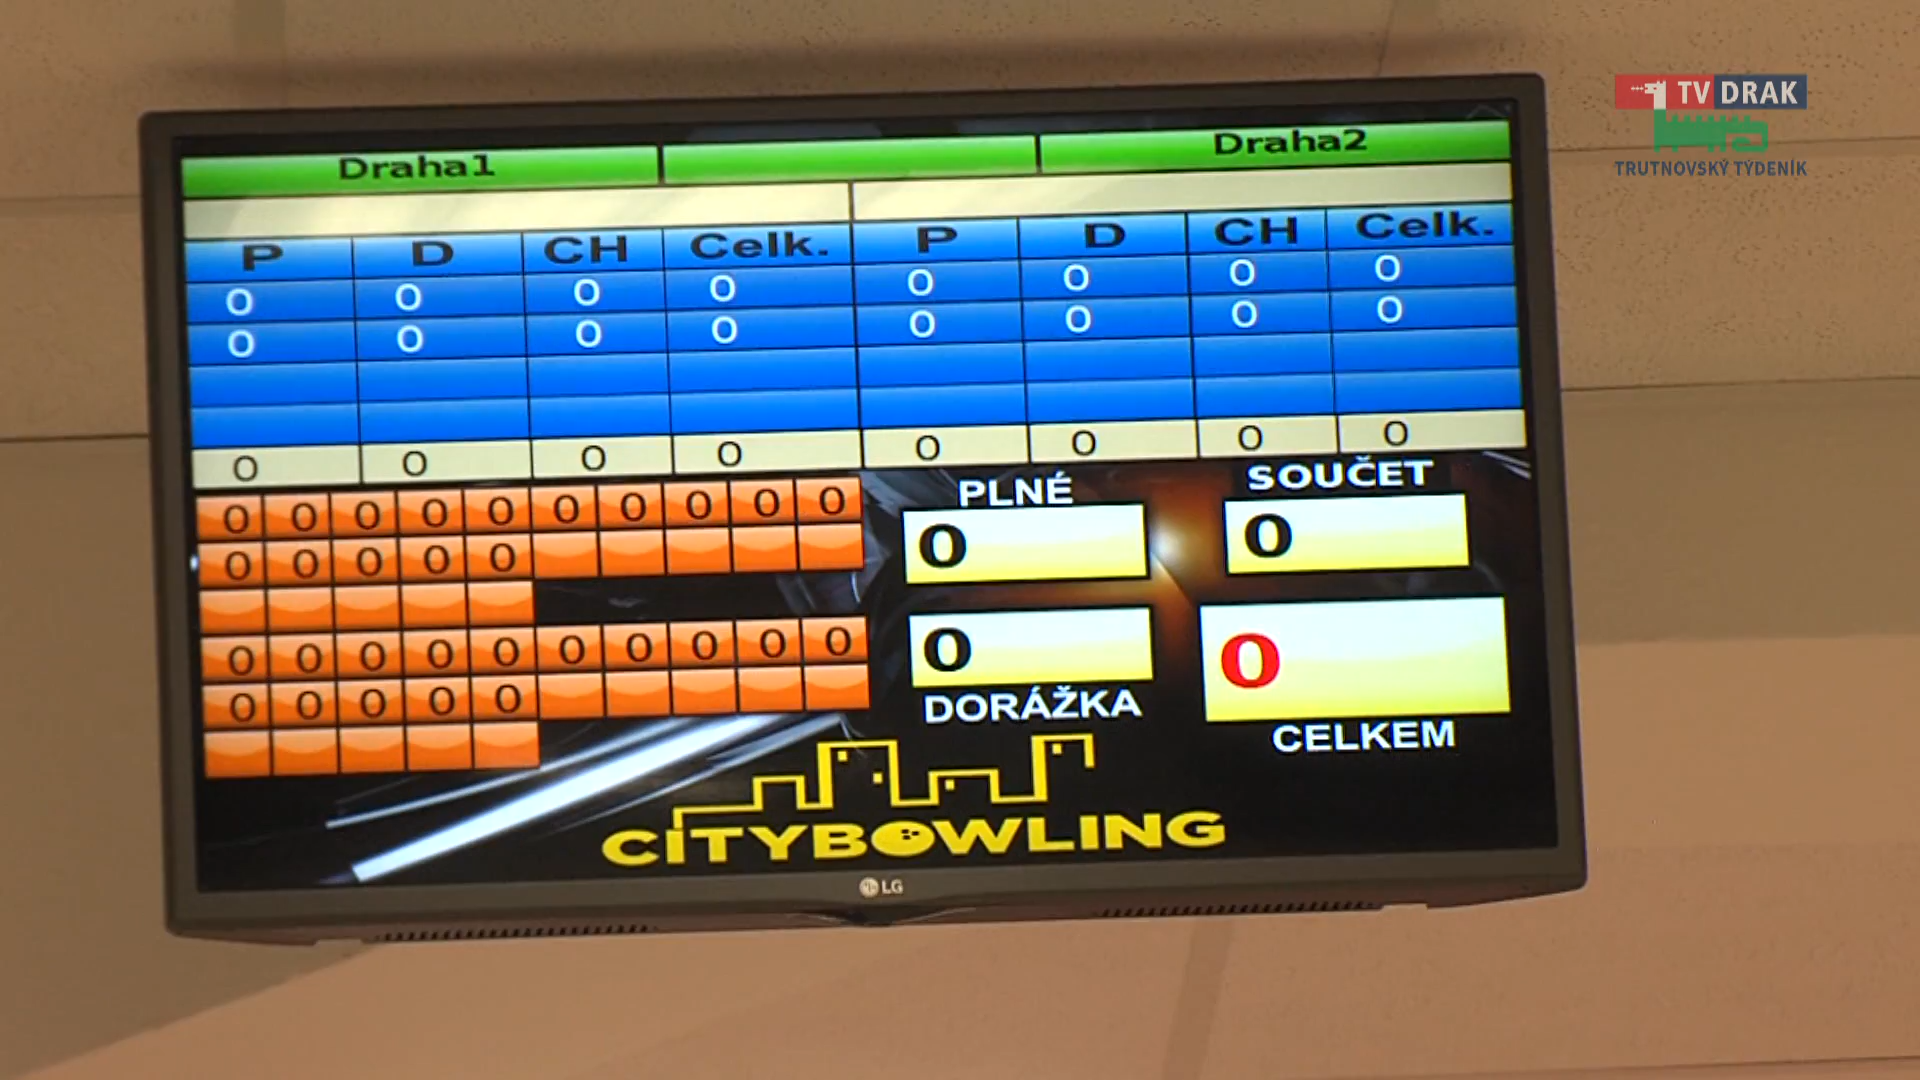 TV DRAK
TRUTNOVSKÝ TÝDENÍK
Draha1 Draha2
P D CH Celk. P D CH Celk.
0 0 0 0 0 0 0 0
0 0 0 0 0 0 0 0
0 0 0 0 0 0 0 0
0 0 0 0 0 0 0 0 0 0
0 0 0 0 0
0 0 0 0 0 0 0 0 0 0
0 0 0 0 0
PLNÉ SOUČET
0 0
0 0
DORÁŽKA CELKEM
CITYBOWLING
LG